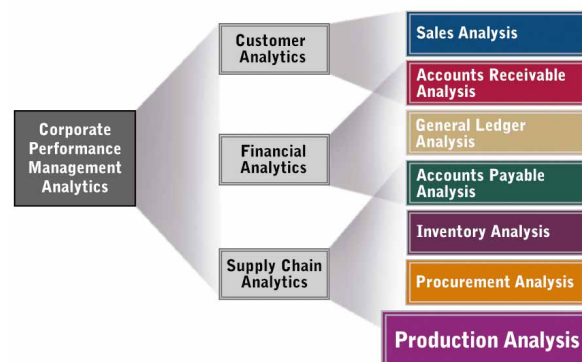 Corporate
Performance
Management
Analytics
Customer
Analytics
Financial
Analytics
Supply Chain
Analytics
Sales Analysis
Accounts Receivable
Analysis
General Ledger
Analysis
Accounts Payable
Analysis
Inventory Analysis
Procurement Analysis
Production Analysis